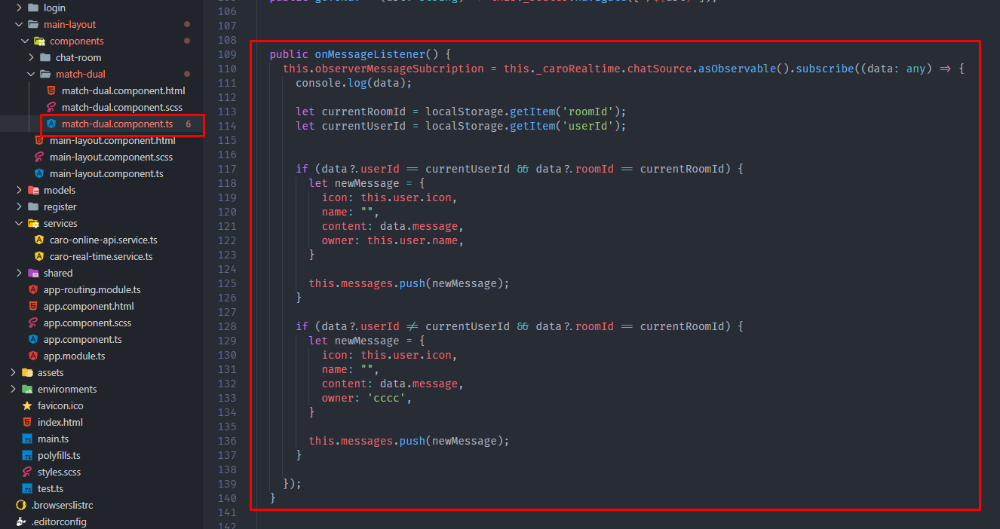 login
main-layout
components
chat-room
match-dual
match-dual.component.html
match-dual.component.scss
match-dual.component.ts 6
main-layout.component.html
main-layout.component.scss
main-layout.component.ts
models
register
services
caro-online-api.service.ts
caro-real-time.service.ts
shared
app-routing.module.ts
app.component.html
app.component.scss
app.component.ts
app.module.ts
assets
environments
favicon.ico
index.html
main.ts
polyfills.ts
styles.scss
test.ts
.browserslistrc
.editorconfig
106
107
108
109 public onMessageListener() {
110 this.observerMessageSubcription = this._caroRealtime.chatSource.asObservable().subscribe((data: any) => {
111 console.log(data);
112
113 let currentRoomId = localStorage.getItem('roomId');
114 let currentUserId = localStorage.getItem('userId');
115
116
117 if (data?.userId == currentUserId && data?.roomId == currentRoomId) {
118 let newMessage = {
119 icon: this.user.icon,
120 name: "",
121 content: data.message,
122 owner: this.user.name,
123 }
124
125 this.messages.push(newMessage);
126 }
127
128 if (data?.userId != currentUserId && data?.roomId == currentRoomId) {
129 let newMessage = {
130 icon: this.user.icon,
131 name: "",
132 content: data.message,
133 owner: 'cccc',
134 }
135
136 this.messages.push(newMessage);
137 }
138
139 });
140 }
141
142